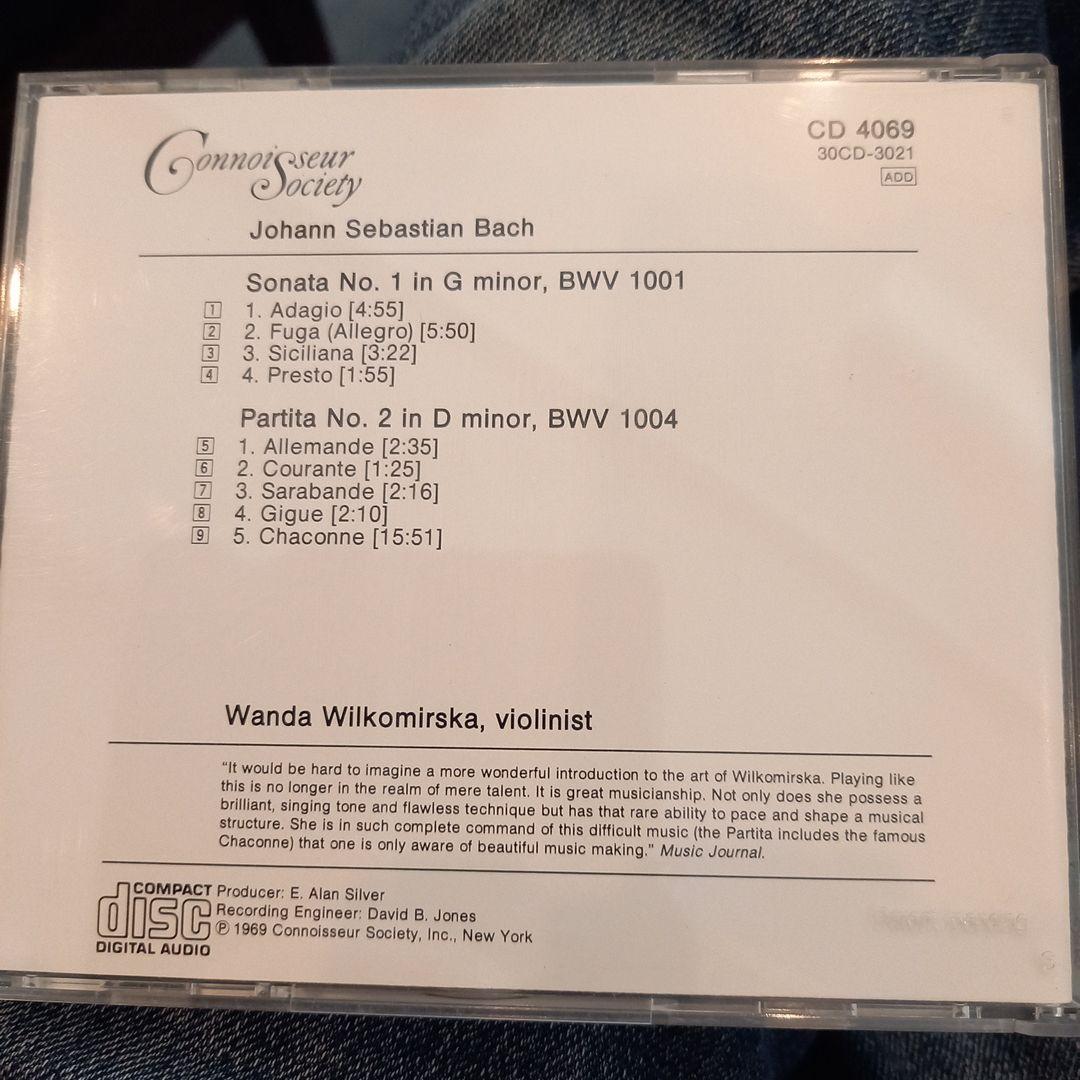 Connoisseur
Society
CD 4069
30CD-3021
ADD
Johann Sebastian Bach
Sonata No. 1 in G minor, BWV 1001
1 1. Adagio [4:55]
2 2. Fuga (Allegro) [5:50]
3 3. Siciliana [3:22]
4 4. Presto [1:55]
Partita No. 2 in D minor, BWV 1004
5 1. Allemande [2:35]
6 2. Courante [1:25]
7 3. Sarabande [2:16]
8 4. Gigue [2:10]
9 5. Chaconne [15:51]
Wanda Wilkomirska, violinist
“It would be hard to imagine a more wonderful introduction to the art of Wilkomirska. Playing like
this is no longer in the realm of mere talent. It is great musicianship. Not only does she possess a
brilliant, singing tone and flawless technique but has that rare ability to pace and shape a musical
structure. She is in such complete command of this difficult music (the Partita includes the famous
Chaconne) that one is only aware of beautiful music making.” Music Journal.
COMPACT
disc
DIGITAL AUDIO
Producer: E. Alan Silver
Recording Engineer: David B. Jones
℗ 1969 Connoisseur Society, Inc., New York